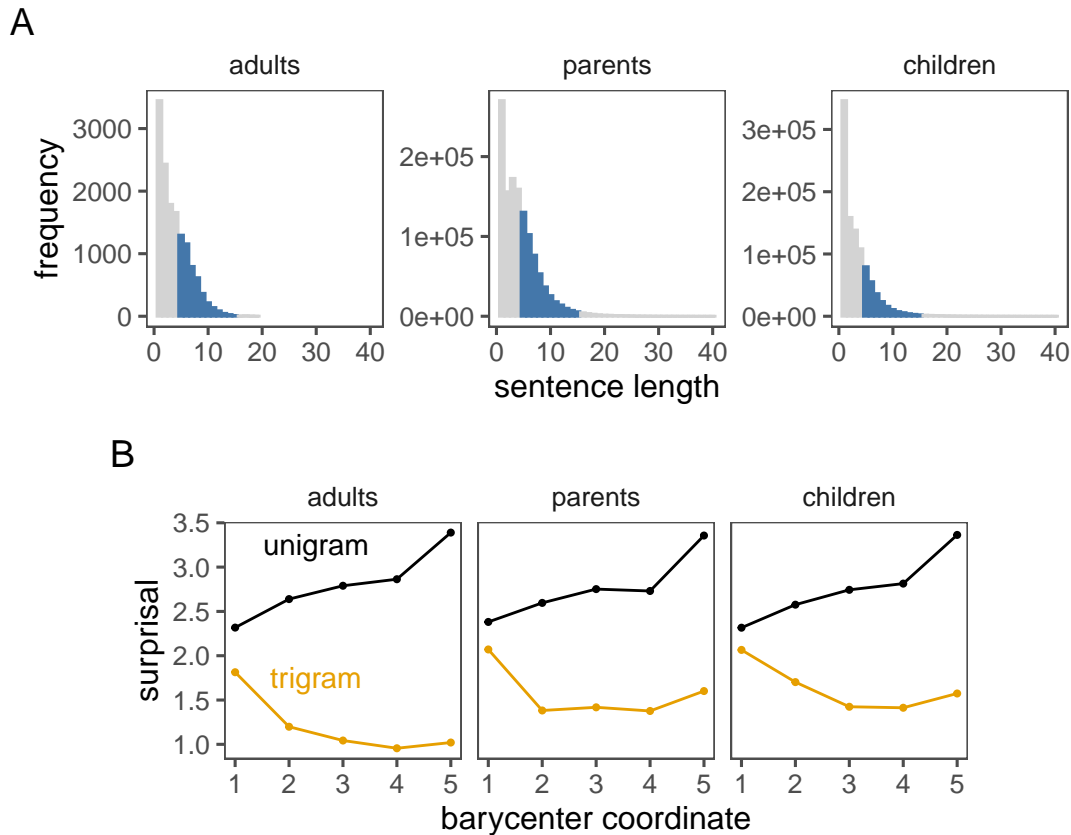 A
adults parents children
frequency
3000
2000
1000
0
2e+05
1e+05
0e+00
3e+05
2e+05
1e+05
0e+00
0 10 20 30 40 0 10 20 30 40 0 10 20 30 40
sentence length
B
adults parents children
surprisal
3.5
3.0
2.5
2.0
1.5
1.0
unigram
trigram
1 2 3 4 5 1 2 3 4 5 1 2 3 4 5
barycenter coordinate